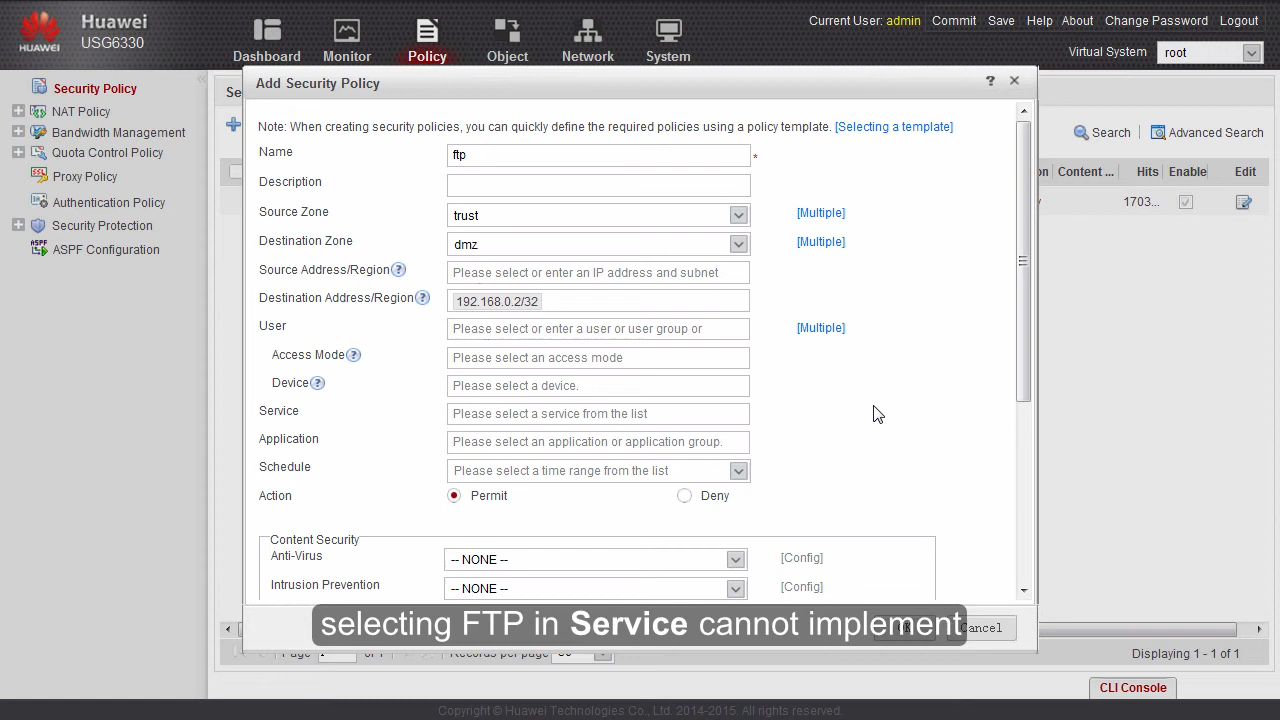 Huawei
USG6330
HUAWEI
Dashboard
Monitor
Policy
Object
Network
System
Current User: admin
Commit
Save
Help
About
Change Password
Logout
Virtual System
root
Security Policy
NAT Policy
Bandwidth Management
Quota Control Policy
Proxy Policy
Authentication Policy
Security Protection
ASPF Configuration
Add Security Policy
Search
Advanced Search
Content ...
Hits
Enable
Edit
1703...
Note: When creating security policies, you can quickly define the required policies using a policy template. [Selecting a template]
Name
ftp
*
Description
Source Zone
trust
[Multiple]
Destination Zone
dmz
[Multiple]
Source Address/Region
Please select or enter an IP address and subnet
Destination Address/Region
192.168.0.2/32
User
Please select or enter a user or user group or
[Multiple]
Access Mode
Please select an access mode
Device
Please select a device.
Service
Please select a service from the list
Application
Please select an application or application group.
Schedule
Please select a time range from the list
Action
Permit
Deny
Content Security
Anti-Virus
-- NONE --
[Config]
Intrusion Prevention
-- NONE --
[Config]
selecting FTP in Service cannot implement
Cancel
Displaying 1 - 1 of 1
CLI Console
Copyright © Huawei Technologies Co., Ltd. 2014-2015. All rights reserved.